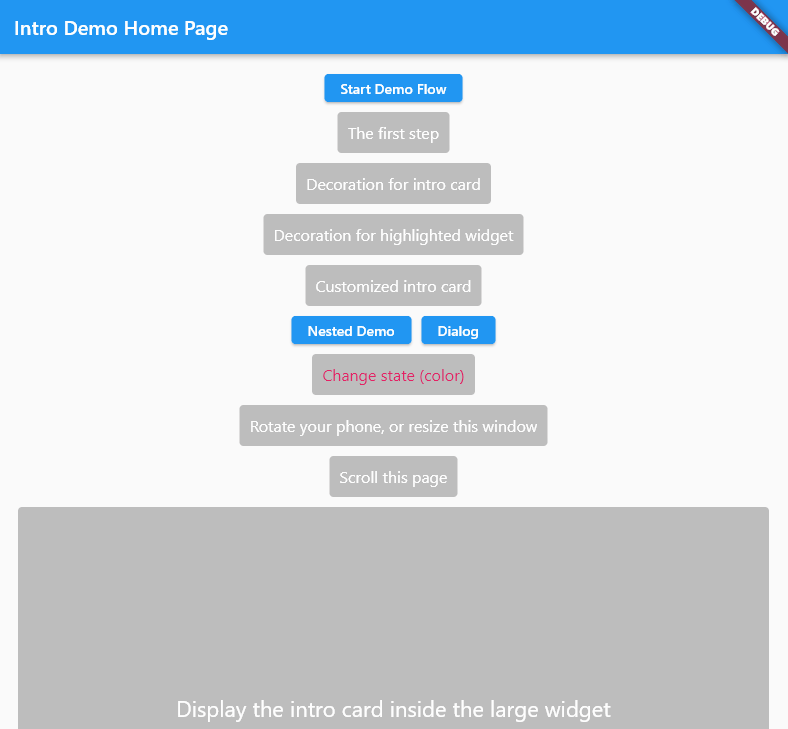 Intro Demo Home Page
DEBUG
Start Demo Flow
The first step
Decoration for intro card
Decoration for highlighted widget
Customized intro card
Nested Demo Dialog
Change state (color)
Rotate your phone, or resize this window
Scroll this page
Display the intro card inside the large widget